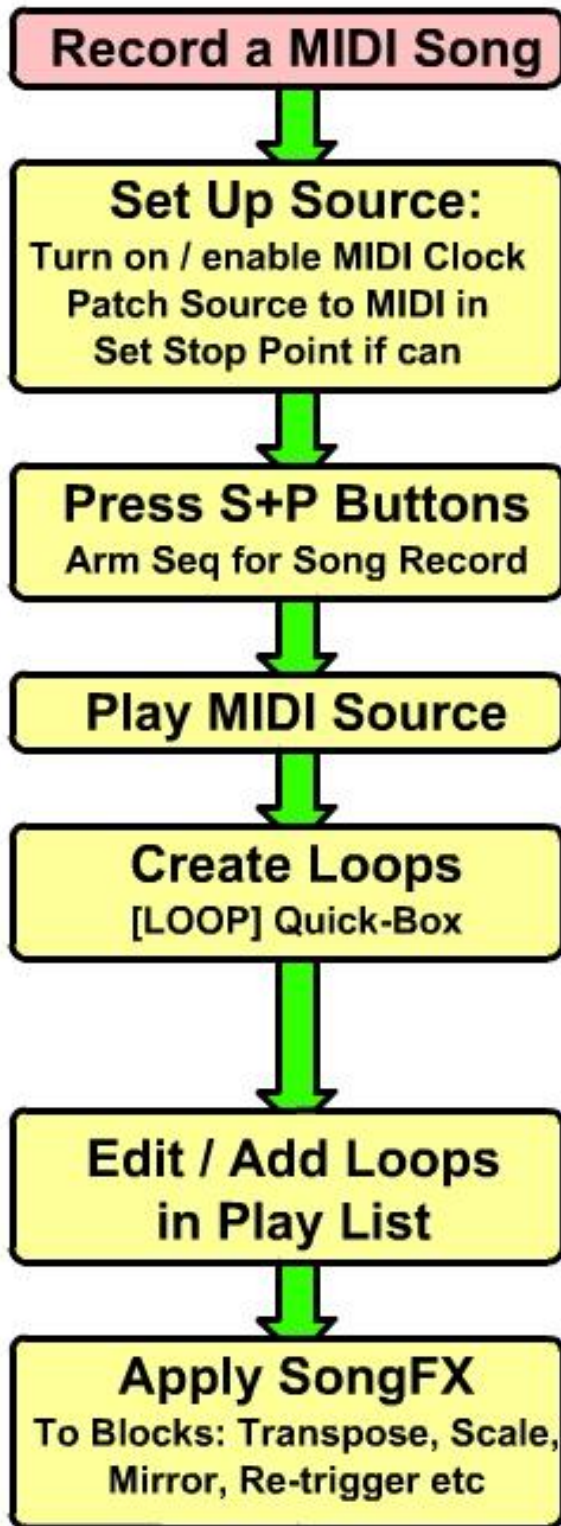 Record a MIDI Song
Set Up Source:
Turn on / enable MIDI Clock
Patch Source to MIDI in
Set Stop Point if can
Press S+P Buttons
Arm Seq for Song Record
Play MIDI Source
Create Loops
[LOOP] Quick-Box
Edit / Add Loops
in Play List
Apply SongFX
To Blocks: Transpose, Scale,
Mirror, Re-trigger etc